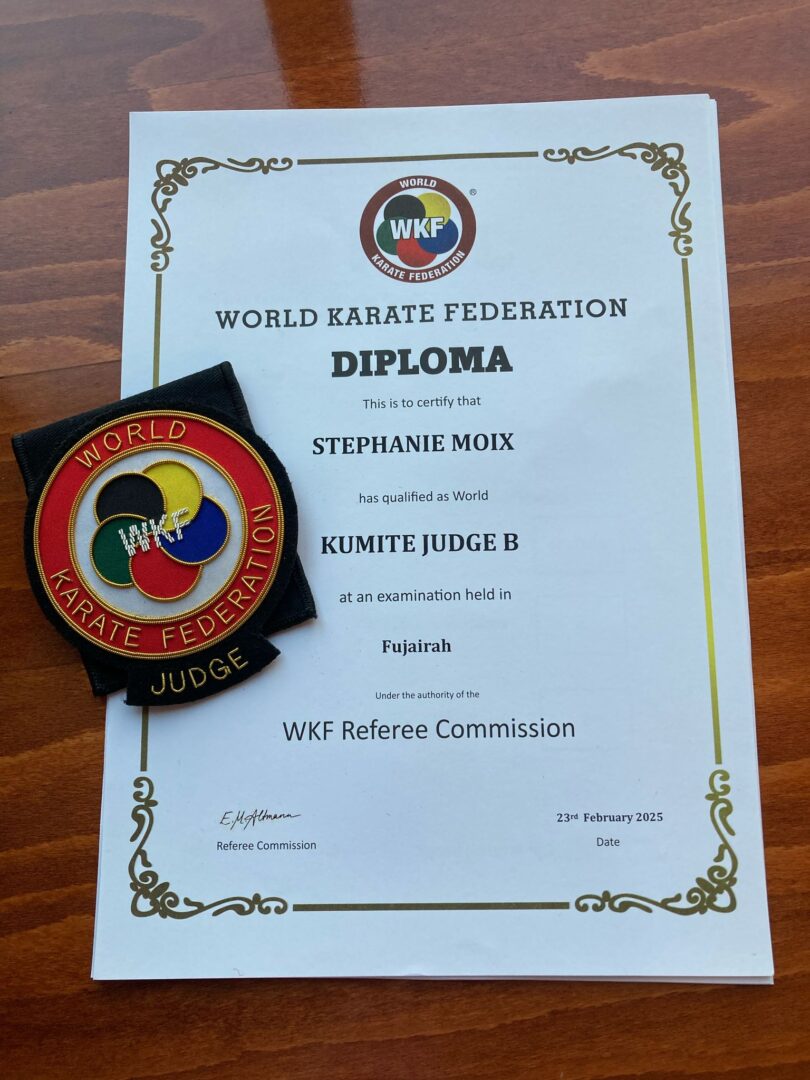 WORLD
WKF
®
KARATE FEDERATION
WORLD KARATE FEDERATION
DIPLOMA
This is to certify that
STEPHANIE MOIX
has qualified as World
KUMITE JUDGE B
at an examination held in
Fujairah
Under the authority of the
WKF Referee Commission
E.M.Altmann
Referee Commission
23rd February 2025
Date
WORLD
WKF
KARATE FEDERATION
JUDGE